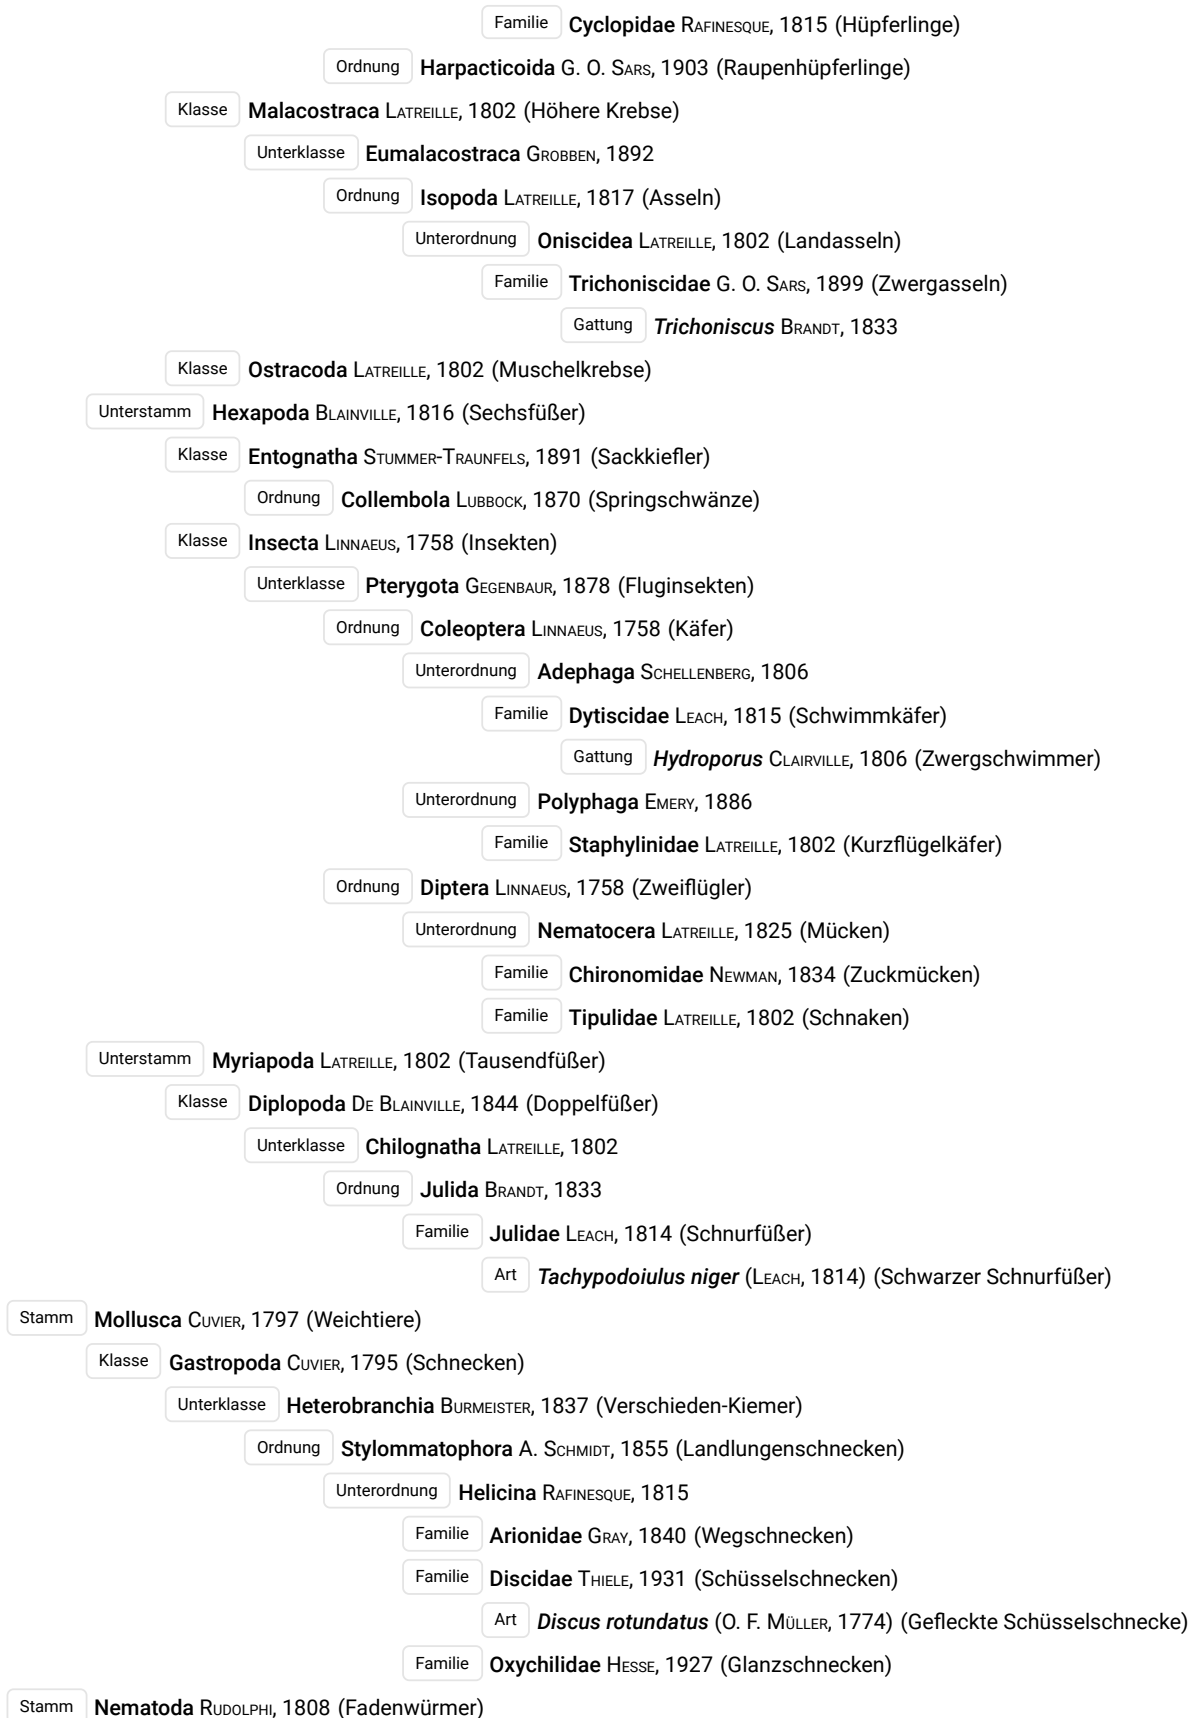 Familie Cyclopidae Rafinesque, 1815 (Hüpferlinge)
Ordnung Harpacticoida G. O. Sars, 1903 (Raupenhüpferlinge)
Klasse Malacostraca Latreille, 1802 (Höhere Krebse)
Unterklasse Eumalacostraca Grobben, 1892
Ordnung Isopoda Latreille, 1817 (Asseln)
Unterordnung Oniscidea Latreille, 1802 (Landasseln)
Familie Trichoniscidae G. O. Sars, 1899 (Zwergasseln)
Gattung Trichoniscus Brandt, 1833
Klasse Ostracoda Latreille, 1802 (Muschelkrebse)
Unterstamm Hexapoda Blainville, 1816 (Sechsfüßer)
Klasse Entognatha Stummer-Traunfels, 1891 (Sackkiefler)
Ordnung Collembola Lubbock, 1870 (Springschwänze)
Klasse Insecta Linnaeus, 1758 (Insekten)
Unterklasse Pterygota Gegenbaur, 1878 (Fluginsekten)
Ordnung Coleoptera Linnaeus, 1758 (Käfer)
Unterordnung Adephaga Schellenberg, 1806
Familie Dytiscidae Leach, 1815 (Schwimmkäfer)
Gattung Hydroporus Clairville, 1806 (Zwergschwimmer)
Unterordnung Polyphaga Emery, 1886
Familie Staphylinidae Latreille, 1802 (Kurzflügelkäfer)
Ordnung Diptera Linnaeus, 1758 (Zweiflügler)
Unterordnung Nematocera Latreille, 1825 (Mücken)
Familie Chironomidae Newman, 1834 (Zuckmücken)
Familie Tipulidae Latreille, 1802 (Schnaken)
Unterstamm Myriapoda Latreille, 1802 (Tausendfüßer)
Klasse Diplopoda De Blainville, 1844 (Doppelfüßer)
Unterklasse Chilognatha Latreille, 1802
Ordnung Julida Brandt, 1833
Familie Julidae Leach, 1814 (Schnurfüßer)
Art Tachypodoiulus niger (Leach, 1814) (Schwarzer Schnurfüßer)
Stamm Mollusca Cuvier, 1797 (Weichtiere)
Klasse Gastropoda Cuvier, 1795 (Schnecken)
Unterklasse Heterobranchia Burmeister, 1837 (Verschieden-Kiemer)
Ordnung Stylommatophora A. Schmidt, 1855 (Landlungenschnecken)
Unterordnung Helicina Rafinesque, 1815
Familie Arionidae Gray, 1840 (Wegschnecken)
Familie Discidae Thiele, 1931 (Schüsselschnecken)
Art Discus rotundatus (O. F. Müller, 1774) (Gefleckte Schüsselschnecke)
Familie Oxychilidae Hesse, 1927 (Glanzschnecken)
Stamm Nematoda Rudolphi, 1808 (Fadenwürmer)